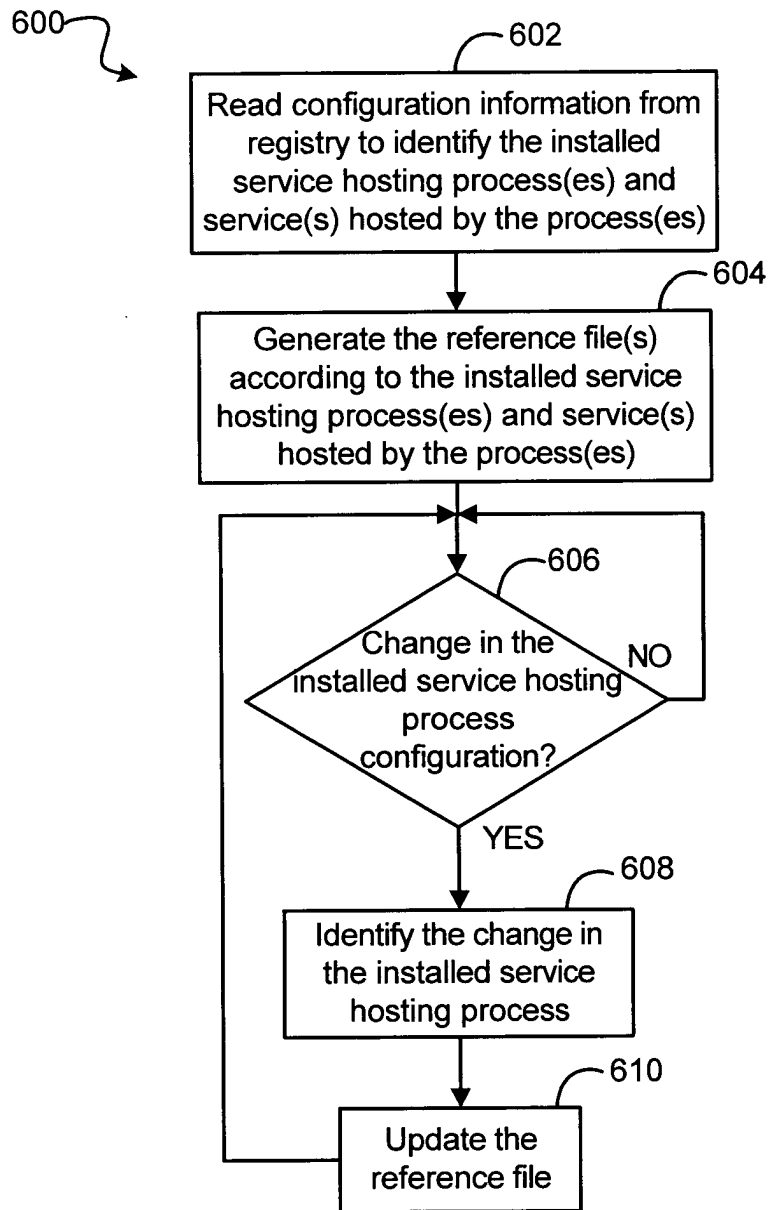 600
602
Read configuration information from
registry to identify the installed
service hosting process(es) and
service(s) hosted by the process(es)
604
Generate the reference file(s)
according to the installed service
hosting process(es) and service(s)
hosted by the process(es)
606
Change in the
installed service hosting
process
configuration?
NO
YES
608
Identify the change in
the installed service
hosting process
610
Update the
reference file